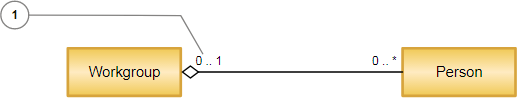 1
0 .. 1
0 .. *
Workgroup
Person